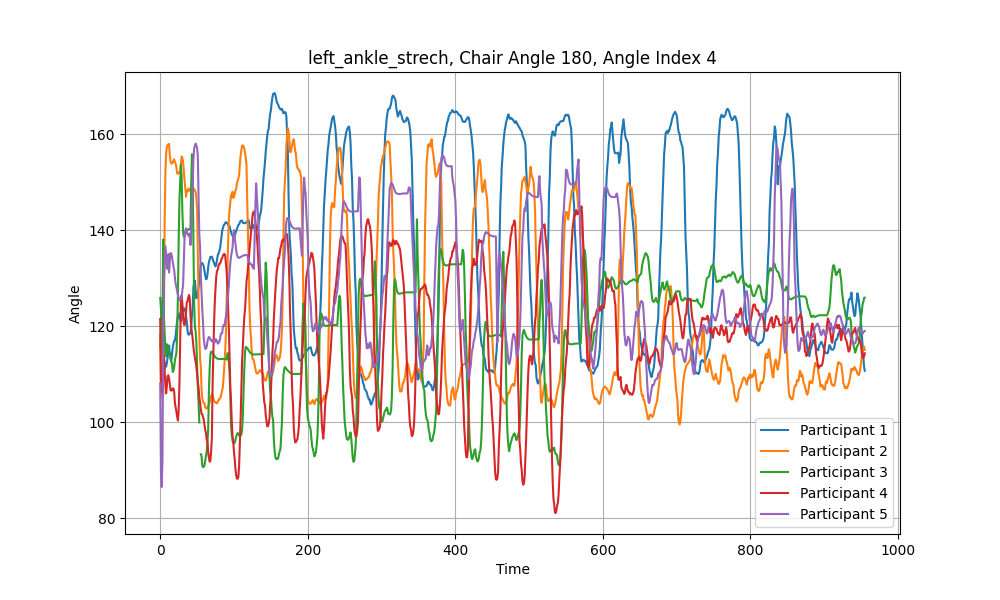 left_ankle_strech, Chair Angle 180, Angle Index 4
160
140
120
100
80
Angle
0
200
400
600
800
1000
Time
Participant 1
Participant 2
Participant 3
Participant 4
Participant 5